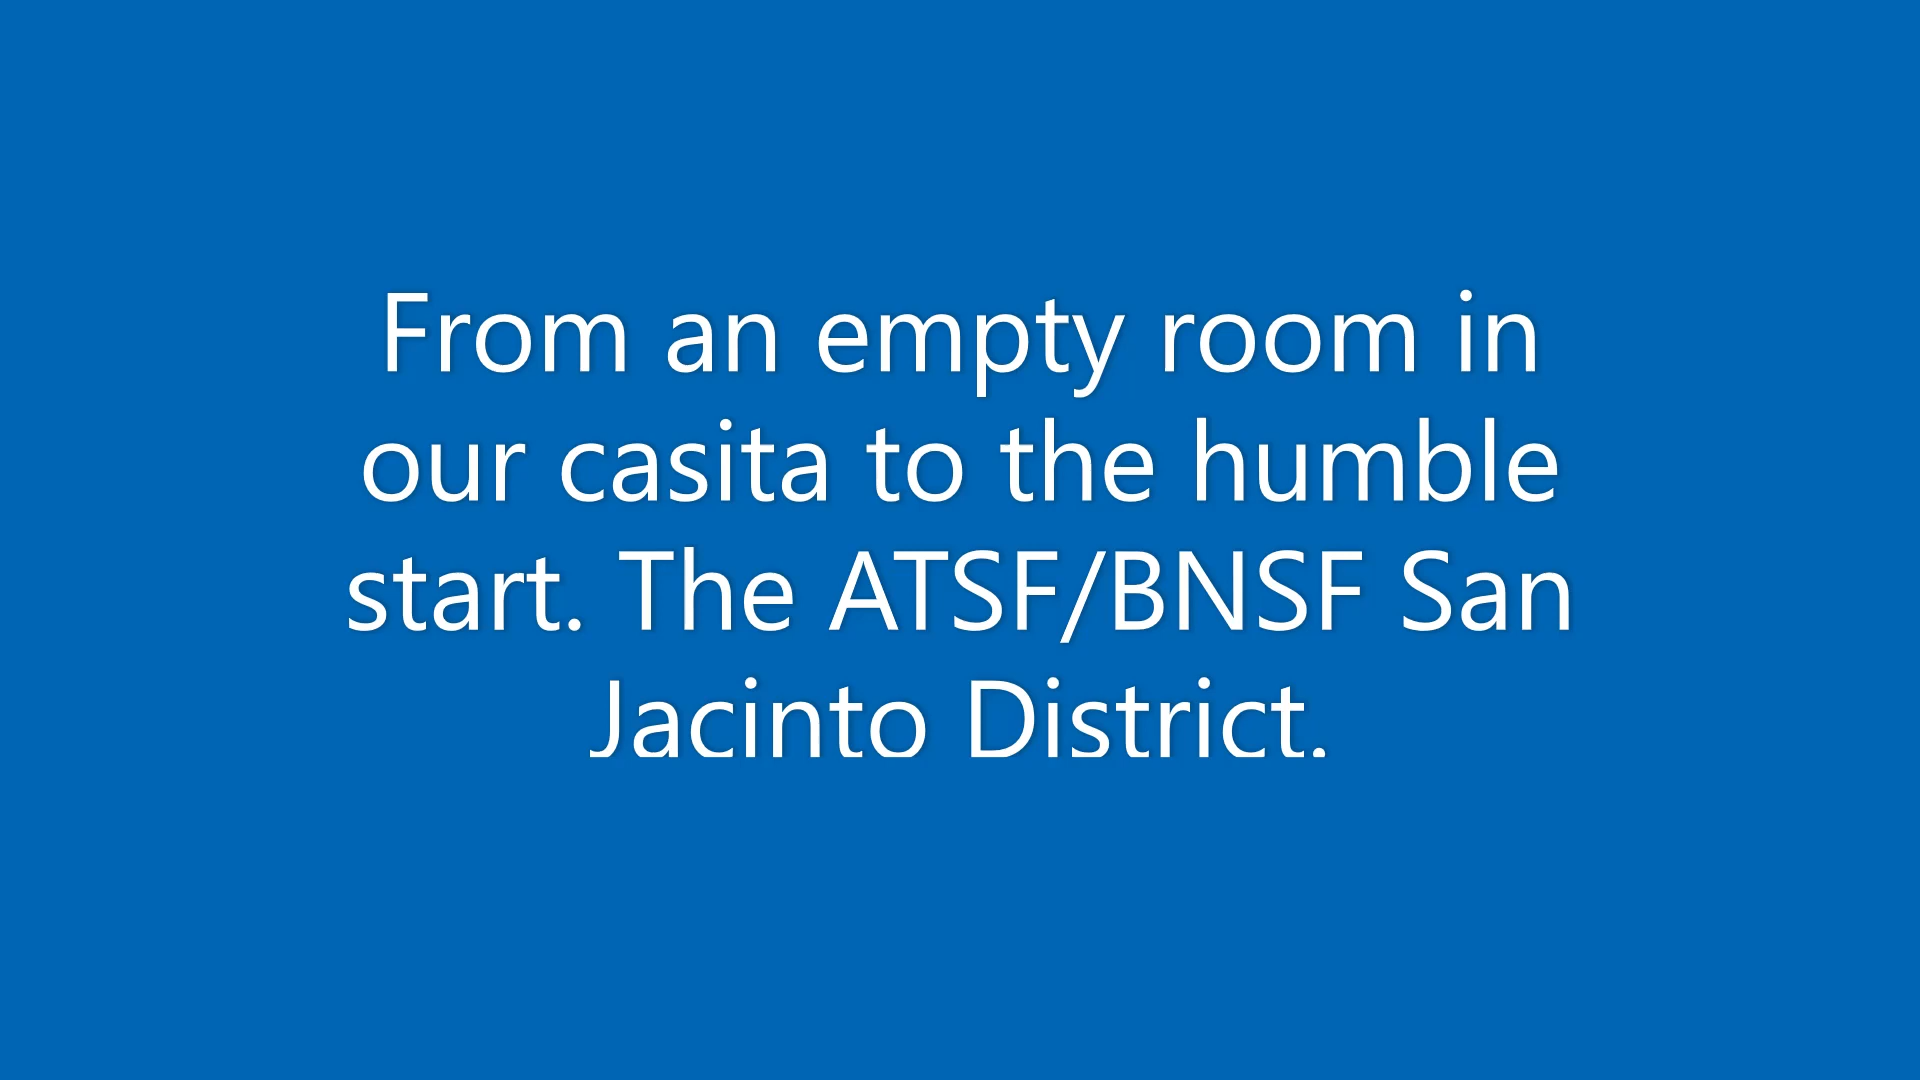 From an empty room in
our casita to the humble
start. The ATSF/BNSF San
Jacinto District.